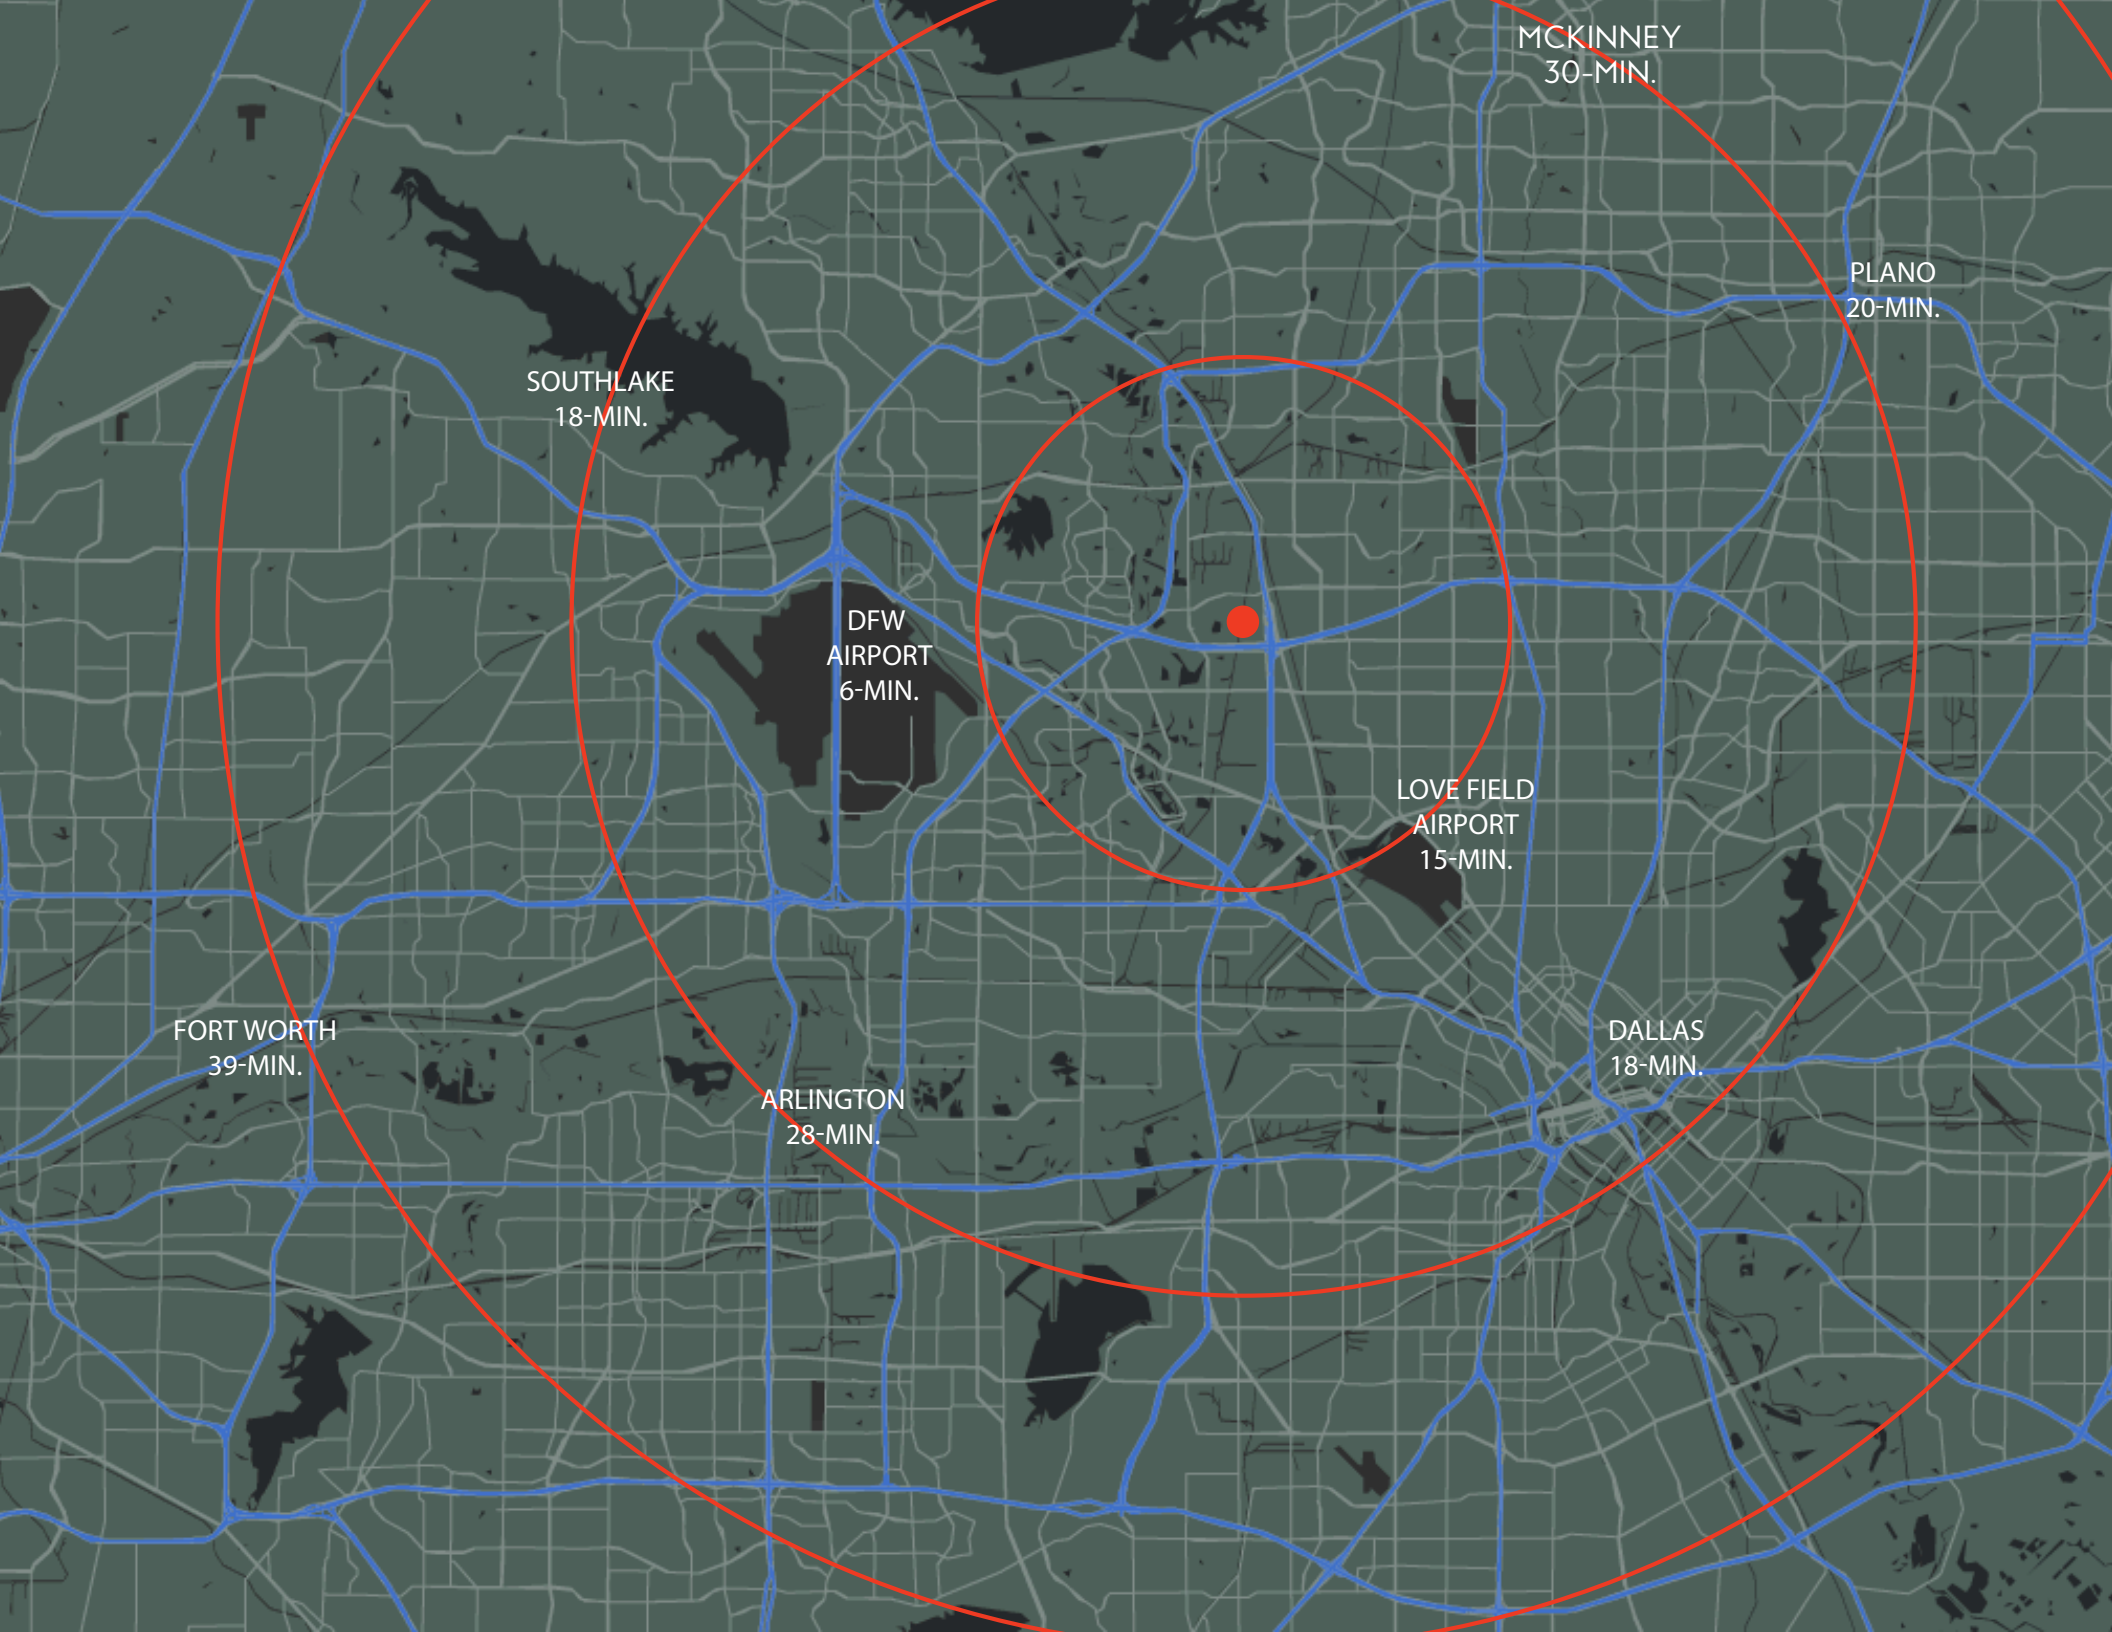 MCKINNEY
30-MIN.
PLANO
20-MIN.
SOUTHLAKE
18-MIN.
DFW
AIRPORT
6-MIN.
LOVE FIELD
AIRPORT
15-MIN.
FORT WORTH
39-MIN.
DALLAS
18-MIN.
ARLINGTON
28-MIN.